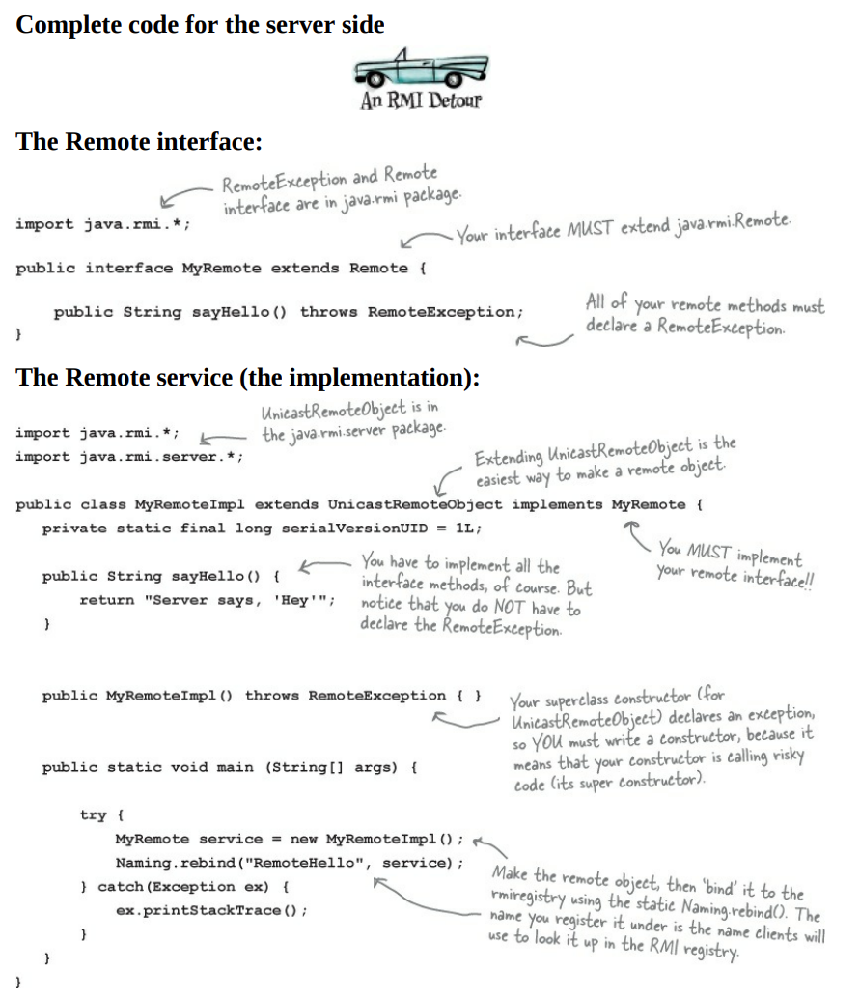 Complete code for the server side
An RMI Detour
The Remote interface:
RemoteException and Remote
interface are in java.rmi package.
import java.rmi.*;
Your interface MUST extend java.rmi.Remote.
public interface MyRemote extends Remote {
All of your remote methods must
declare a RemoteException.
public String sayHello() throws RemoteException;
}
The Remote service (the implementation):
UnicastRemoteObject is in
the java.rmi.server package.
import java.rmi.*;
import java.rmi.server.*;
Extending UnicastRemoteObject is the
easiest way to make a remote object.
public class MyRemoteImpl extends UnicastRemoteObject implements MyRemote {
private static final long serialVersionUID = 1L;
You MUST implement
your remote interface!!
public String sayHello() {
return "Server says, 'Hey'";
}
You have to implement all the
interface methods, of course. But
notice that you do NOT have to
declare the RemoteException.
public MyRemoteImpl() throws RemoteException { }
Your superclass constructor (for
UnicastRemoteObject) declares an exception,
so YOU must write a constructor, because it
means that your constructor is calling risky
code (its super constructor).
public static void main (String[] args) {
try {
MyRemote service = new MyRemoteImpl();
Naming.rebind("RemoteHello", service);
} catch(Exception ex) {
ex.printStackTrace();
}
}
}
Make the remote object, then 'bind' it to the
rmiregistry using the static Naming.rebind(). The
name you register it under is the name clients will
use to look it up in the RMI registry.